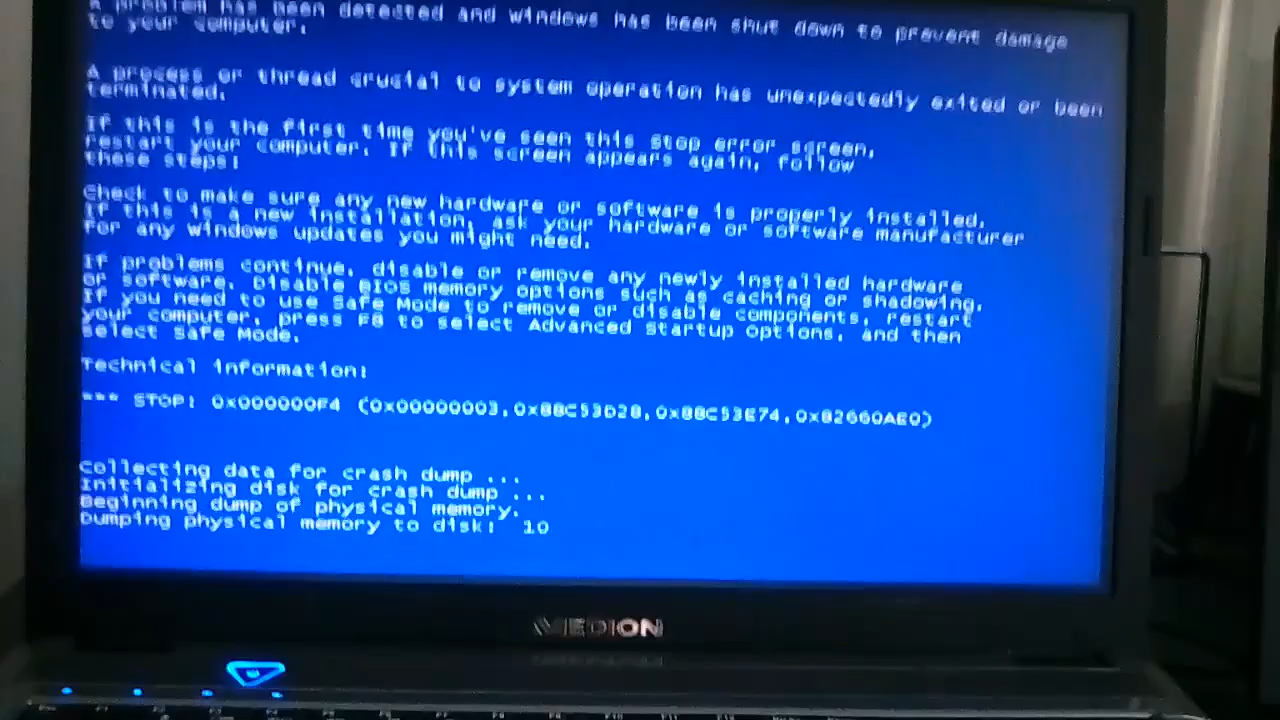 A problem has been detected and windows has been shut down to prevent damage
to your computer.
A process or thread crucial to system operation has unexpectedly exited or been
terminated.
If this is the first time you've seen this Stop error screen,
restart your computer. If this screen appears again, follow
these steps:
Check to make sure any new hardware or software is properly installed.
If this is a new installation, ask your hardware or software manufacturer
for any windows updates you might need.
If problems continue, disable or remove any newly installed hardware
or software. Disable BIOS memory options such as caching or shadowing.
If you need to use Safe Mode to remove or disable components, restart
your computer, press F8 to select Advanced Startup Options, and then
select Safe Mode.
Technical information:
*** STOP: 0x000000F4 (0x00000003,0x88C53D28,0x88C53E74,0x82660AE0)
Collecting data for crash dump ...
Initializing disk for crash dump ...
Beginning dump of physical memory.
Dumping physical memory to disk: 10
MEDION